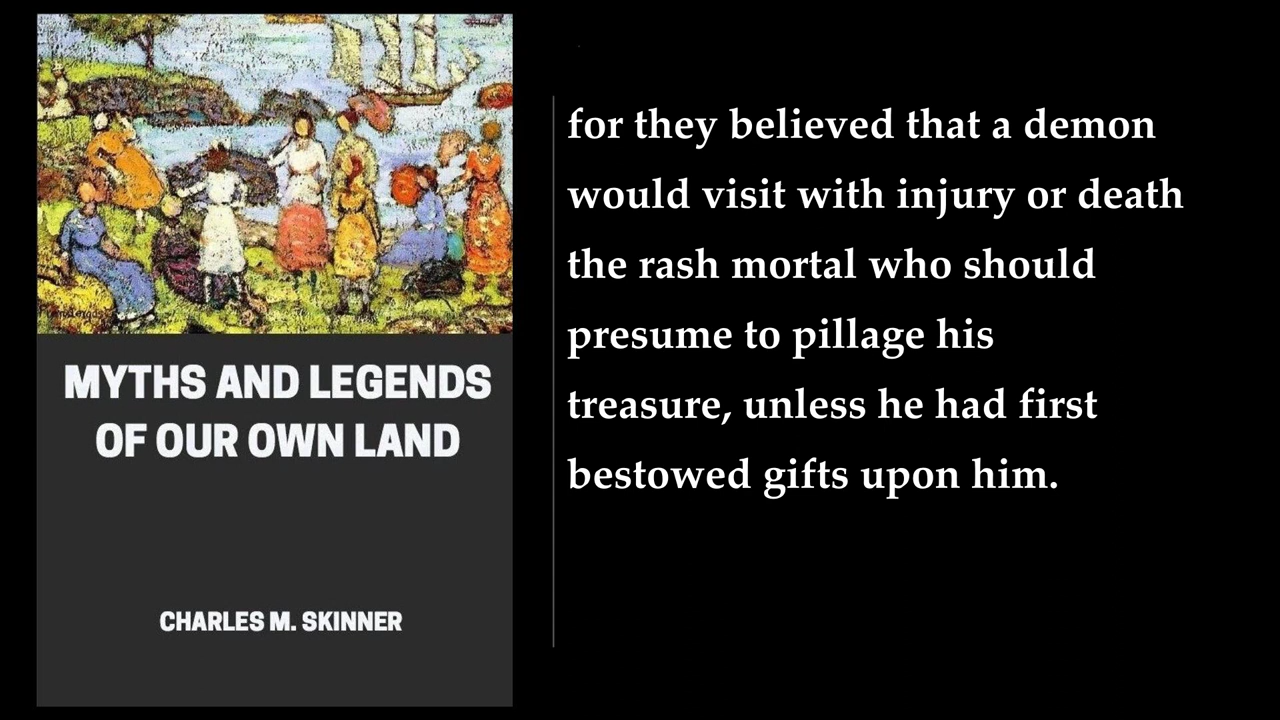 MYTHS AND LEGENDS
OF OUR OWN LAND
CHARLES M. SKINNER
for they believed that a demon
would visit with injury or death
the rash mortal who should
presume to pillage his
treasure, unless he had first
bestowed gifts upon him.